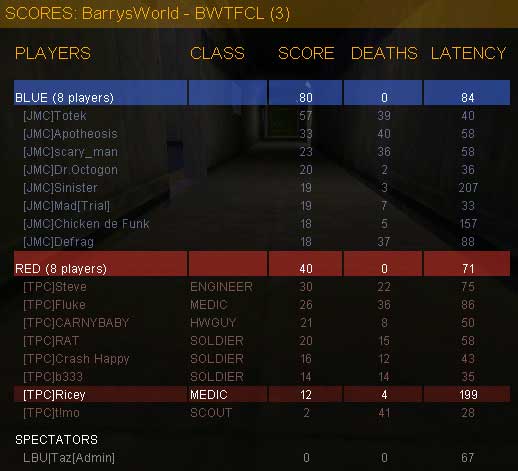 SCORES: BarrysWorld - BWTFCL (3)
PLAYERS CLASS SCORE DEATHS LATENCY
BLUE (8 players) 80 0 84
[JMC]Totek 57 39 40
[JMC]Apotheosis 33 40 58
[JMC]scary_man 23 36 58
[JMC]Dr.Octogon 20 2 36
[JMC]Sinister 19 3 207
[JMC]Mad[Trial] 19 7 33
[JMC]Chicken de Funk 18 5 157
[JMC]Defrag 18 37 88
RED (8 players) 40 0 71
[TPC]Steve ENGINEER 30 22 75
[TPC]Fluke MEDIC 26 36 86
[TPC]CARNYBABY HWGUY 21 8 50
[TPC]RAT SOLDIER 20 15 58
[TPC]Crash Happy SOLDIER 16 12 43
[TPC]b333 SOLDIER 14 14 35
[TPC]Ricey MEDIC 12 4 199
[TPC]t!mo SCOUT 2 41 28
SPECTATORS
LBU|Taz[Admin] 0 0 67